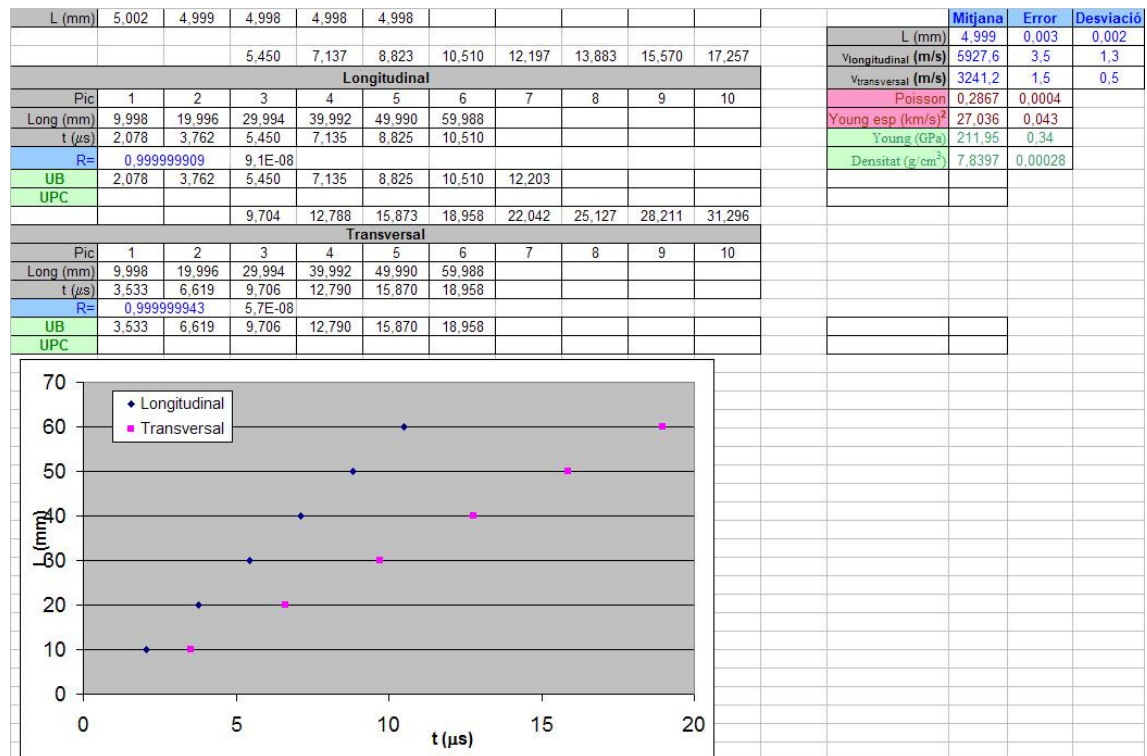 L (mm) 5,002 4,999 4,998 4,998 4,998
Mitjana Error Desviació
L (mm) 4,999 0,003 0,002
5,450 7,137 8,823 10,510 12,197 13,883 15,570 17,257
Vlongitudinal (m/s) 5927,6 3,5 1,3
Longitudinal
Vtransversal (m/s) 3241,2 1,5 0,5
Pic 1 2 3 4 5 6 7 8 9 10
Poisson 0,2867 0,0004
Long (mm) 9,998 19,996 29,994 39,992 49,990 59,988
Young esp (km/s)² 27,036 0,043
t (μs) 2,078 3,762 5,450 7,135 8,825 10,510
Young (GPa) 211,95 0,34
R= 0,999999909 9,1E-08
Densitat (g/cm³) 7,8397 0,00028
UB 2,078 3,762 5,450 7,135 8,825 10,510 12,203
UPC
9,704 12,788 15,873 18,958 22,042 25,127 28,211 31,296
Transversal
Pic 1 2 3 4 5 6 7 8 9 10
Long (mm) 9,998 19,996 29,994 39,992 49,990 59,988
t (μs) 3,533 6,619 9,706 12,790 15,870 18,958
R= 0,999999943 5,7E-08
UB 3,533 6,619 9,706 12,790 15,870 18,958
UPC
70
Longitudinal
Transversal
60
50
40
L (mm)
30
20
10
0
0 5 10 15 20
t (μs)